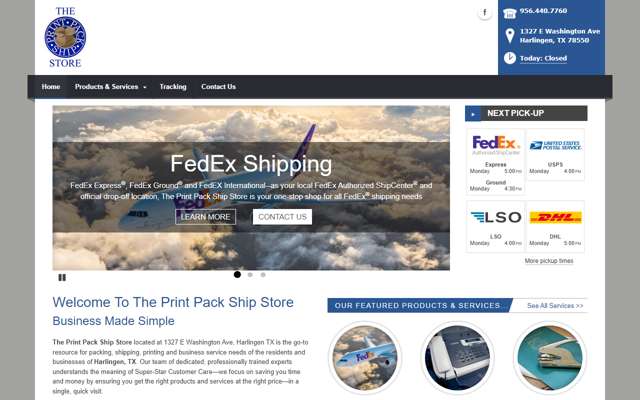 THE
PRINT PACK
SHIP
STORE
956.440.7760
1327 E Washington Ave
Harlingen, TX 78550
Today: Closed
Home
Products & Services
Tracking
Contact Us
FedEx Shipping
FedEx Express®, FedEx Ground® and FedEX International–as your local FedEx Authorized ShipCenter® and
official drop-off location, The Print Pack Ship Store is your one-stop shop for all FedEx® shipping needs
LEARN MORE
CONTACT US
NEXT PICK-UP
FedEx
Authorized ShipCenter
Express
Monday 5:00 PM
Ground
Monday 4:30 PM
UNITED STATES
POSTAL SERVICE
USPS
Monday 5:00 PM
LSO
LSO
Monday 4:00 PM
DHL
DHL
Monday 5:00 PM
More pickup times
Welcome To The Print Pack Ship Store
Business Made Simple
The Print Pack Ship Store located at 1327 E Washington Ave, Harlingen TX is the go-to
resource for packing, shipping, printing and business service needs of the residents and
businesses of Harlingen, TX. Our team of dedicated, professionally trained experts
understands the meaning of Super-Star Customer Care—we focus on saving you time
and money by ensuring you get the right products and services at the right price—in a
single, quick visit.
OUR FEATURED PRODUCTS & SERVICES...
See All Services >>